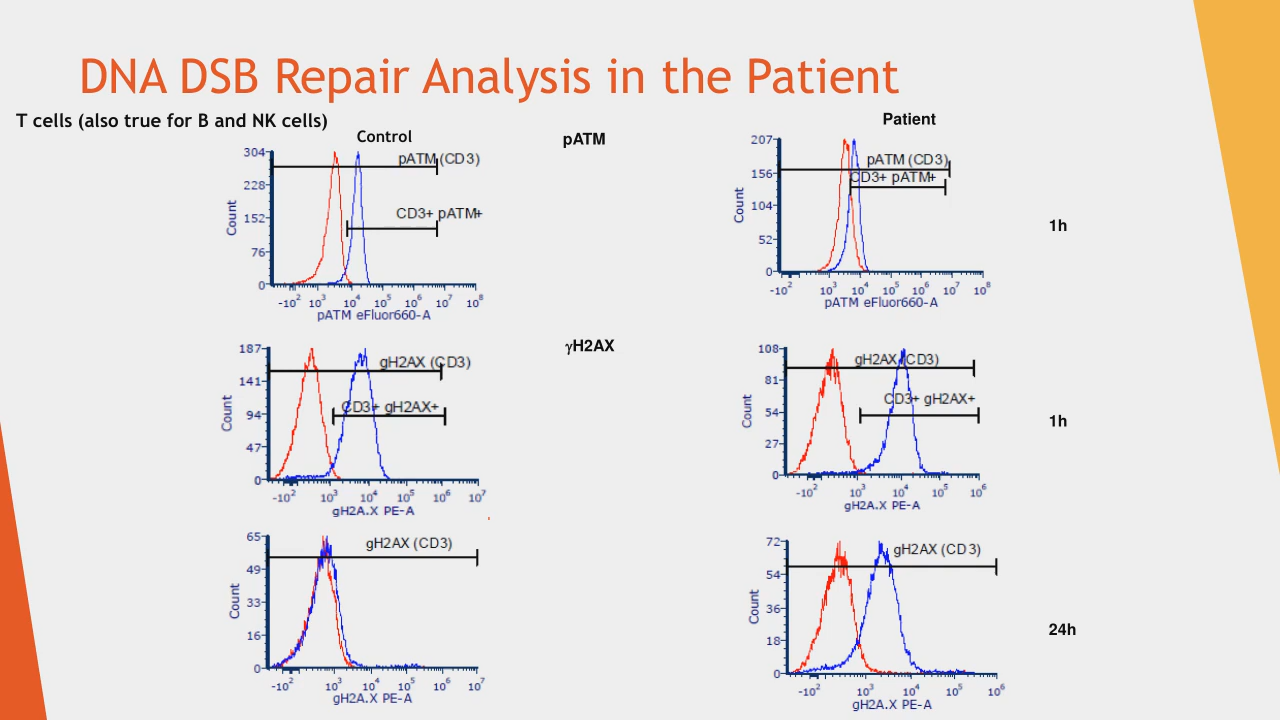 DNA DSB Repair Analysis in the Patient
T cells (also true for B and NK cells)
Control
pATM
Patient
304
228
152
76
0
Count
pATM (CD3)
CD3+ pATM+
-10² 10³ 10⁴ 10⁵ 10⁶ 10⁷ 10⁸
pATM eFluor660-A
207
156
104
52
0
Count
pATM (CD3)
CD3+ pATM+
-10² 10³ 10⁴ 10⁵ 10⁶ 10⁷ 10⁸
pATM eFluor660-A
1h
γH2AX
187
141
94
47
0
Count
gH2AX (CD3)
CD3+ gH2AX+
-10² 10³ 10⁴ 10⁵ 10⁶ 10⁷
gH2A.X PE-A
108
81
54
27
0
Count
gH2AX (CD3)
CD3+ gH2AX+
-10² 10³ 10⁴ 10⁵ 10⁶
gH2A.X PE-A
1h
65
49
33
16
0
Count
gH2AX (CD3)
-10² 10³ 10⁴ 10⁵ 10⁶ 10⁷
gH2A.X PE-A
72
54
36
18
0
Count
gH2AX (CD3)
-10² 10³ 10⁴ 10⁵ 10⁶
gH2A.X PE-A
24h